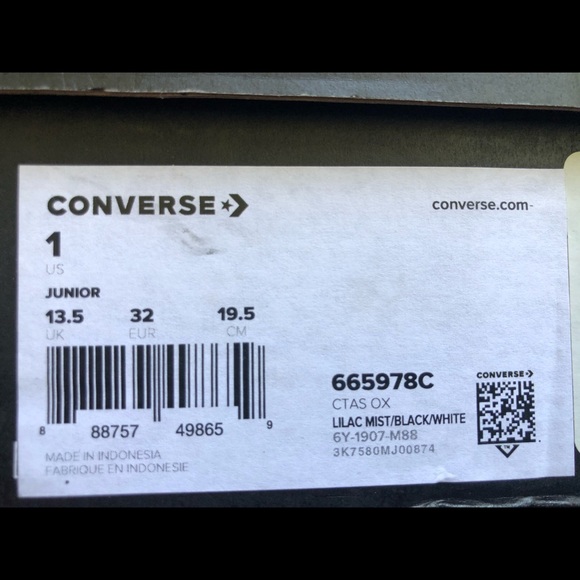 CONVERSE
converse.com
1
US
JUNIOR
13.5 32 19.5
UK EUR CM
8 88757 49865 9
MADE IN INDONESIA
FABRIQUE EN INDONESIE
665978C
CTAS OX
LILAC MIST/BLACK/WHITE
6Y-1907-M88
3K7580MJ00874
CONVERSE